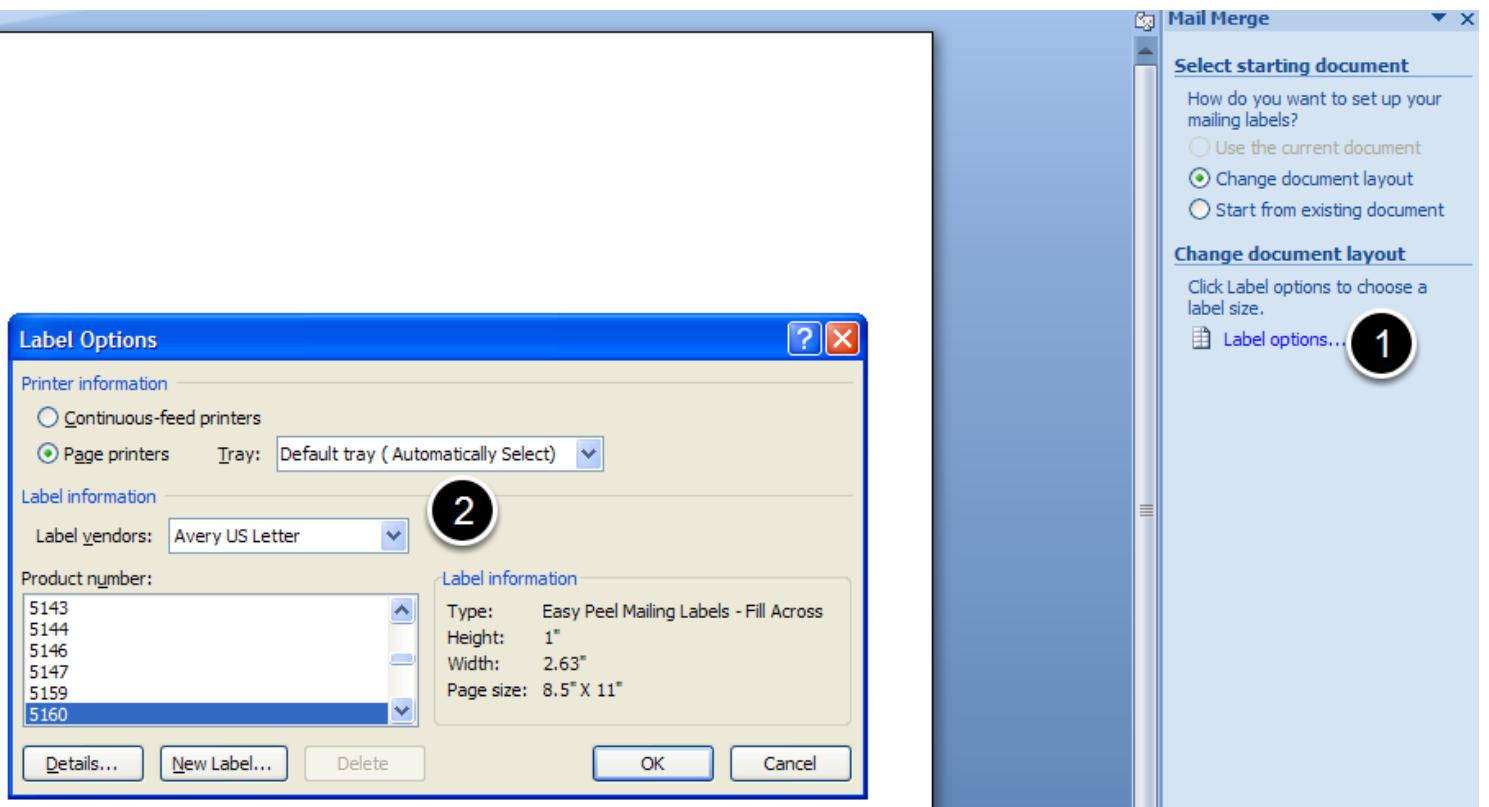 Mail Merge
Select starting document
How do you want to set up your
mailing labels?
Use the current document
Change document layout
Start from existing document
Change document layout
Click Label options to choose a
label size.
Label options...
1
Label Options
Printer information
Continuous-feed printers
Page printers Tray: Default tray ( Automatically Select)
Label information
2
Label vendors: Avery US Letter
Product number:
5143
5144
5146
5147
5159
5160
Label information
Type: Easy Peel Mailing Labels - Fill Across
Height: 1"
Width: 2.63"
Page size: 8.5" X 11"
Details... New Label... Delete OK Cancel